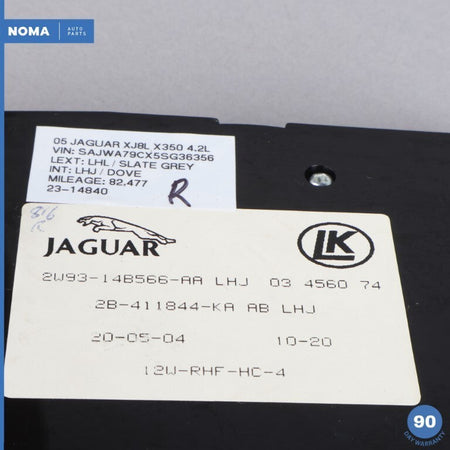 NOMA AUTO PARTS
05 JAGUAR XJ8L X350 4.2L
VIN: SAJWA79CX5SG36356
LEXT: LHL / SLATE GREY
INT: LHJ / DOVE
MILEAGE: 82,477
23-14840
R
JAGUAR
LK
2W93-14B566-AA LHJ 03 4560 74
2B-411844-KA AB LHJ
20-05-04 10-20
12W-RHF-HC-4
90
DAY WARRANTY